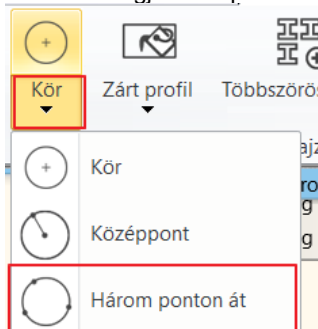 Kör
Zárt profil
Többszörös
Kör
Középpont
Három ponton át